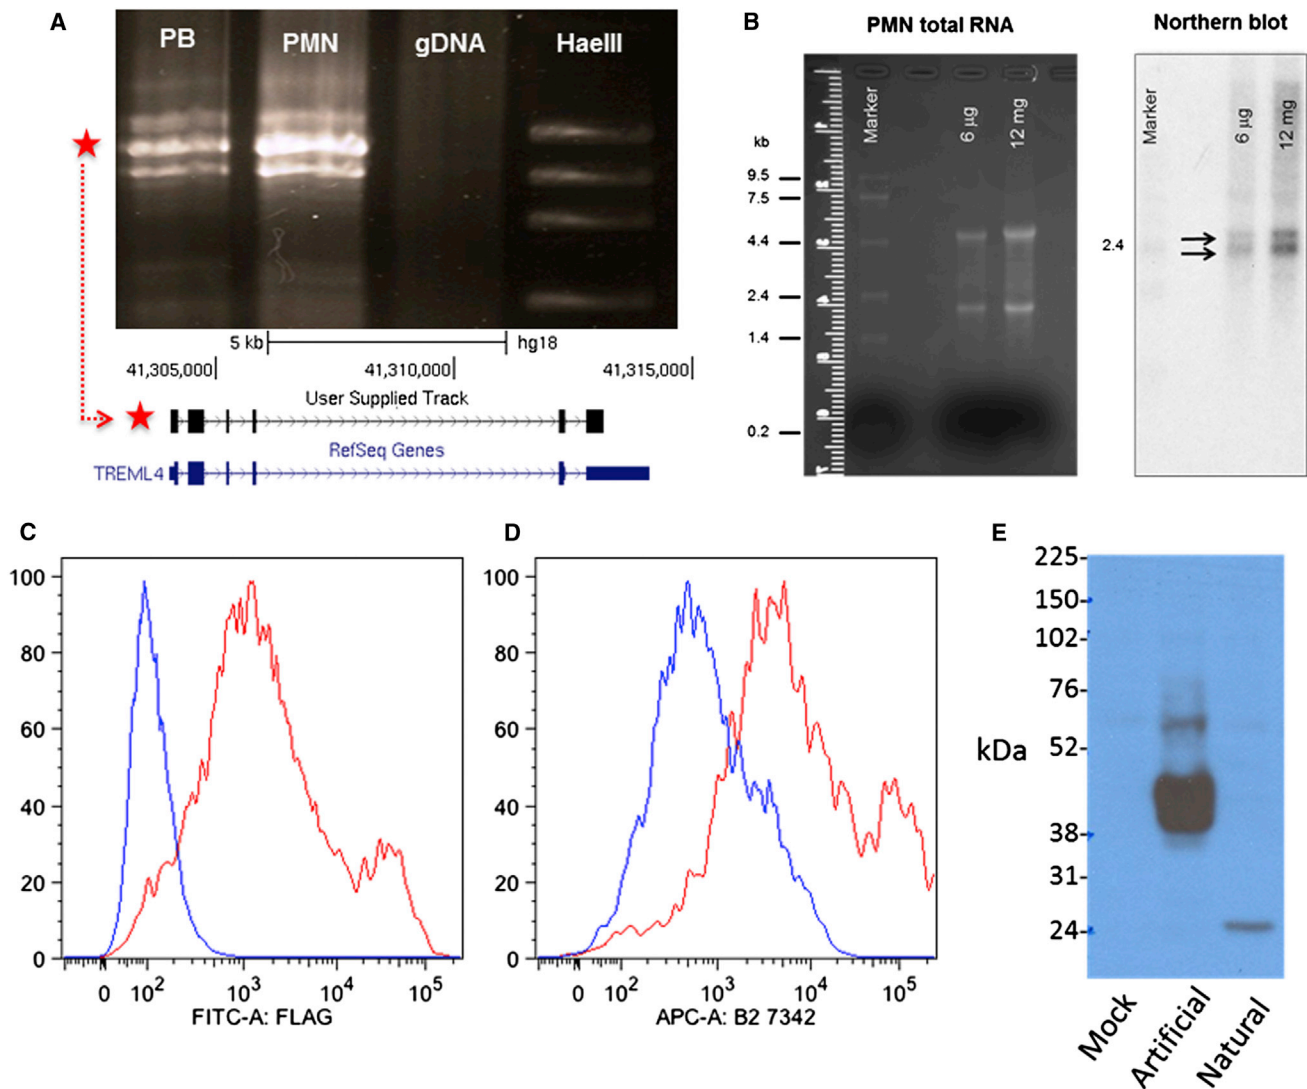 A
PB PMN gDNA HaeIII
5 kb hg18
41,305,000 41,310,000 41,315,000
User Supplied Track
RefSeq Genes
TREML4
B
PMN total RNA
Northern blot
Marker 6 µg 12 mg
kb
9.5
7.5
4.4
2.4
1.4
0.2
Marker 6 µg 12 mg
2.4
C
100
80
60
40
20
0
0 10² 10³ 10⁴ 10⁵
FITC-A: FLAG
D
100
80
60
40
20
0
0 10² 10³ 10⁴ 10⁵
APC-A: B2 7342
E
225-
150-
102-
76-
52-
38-
31-
24-
kDa
Mock Artificial Natural